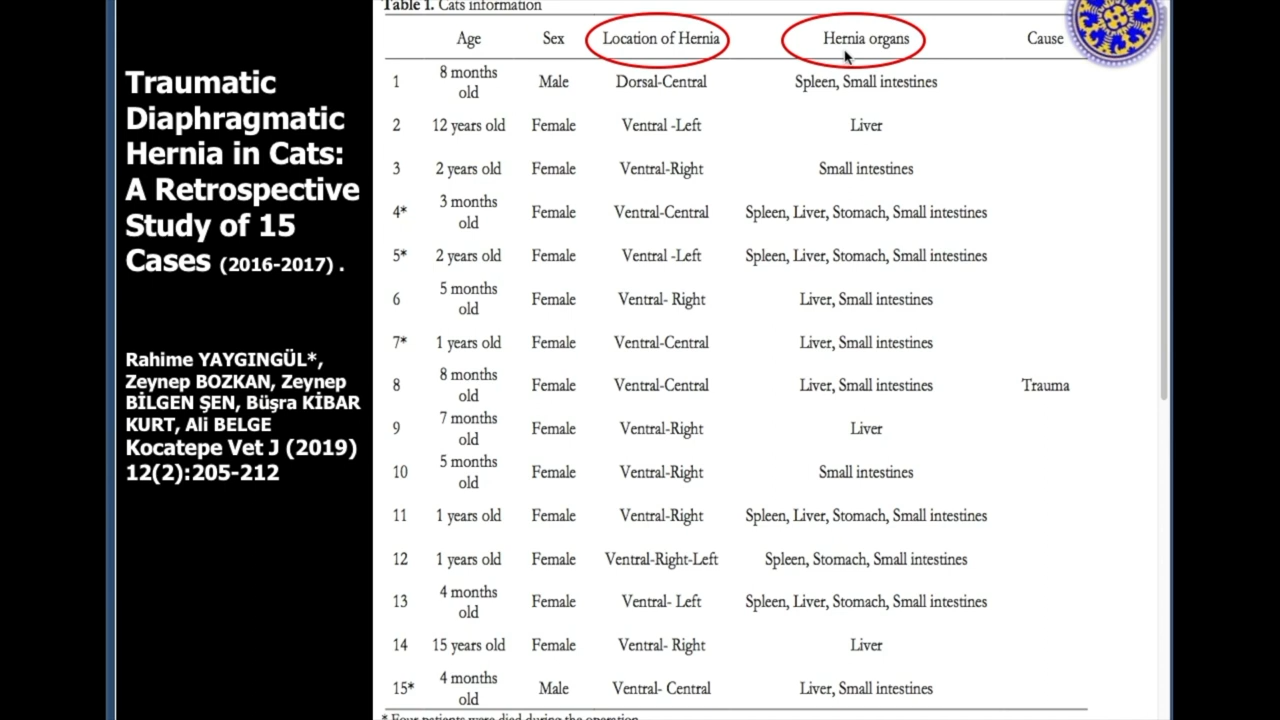 Traumatic
Diaphragmatic
Hernia in Cats:
A Retrospective
Study of 15
Cases (2016-2017) .
Rahime YAYGINGÜL*,
Zeynep BOZKAN, Zeynep
BİLGEN ŞEN, Büşra KİBAR
KURT, Ali BELGE
Kocatepe Vet J (2019)
12(2):205-212
Table 1. Cats information
Age Sex Location of Hernia Hernia organs Cause
1 8 months old Male Dorsal-Central Spleen, Small intestines
2 12 years old Female Ventral -Left Liver
3 2 years old Female Ventral-Right Small intestines
4* 3 months old Female Ventral-Central Spleen, Liver, Stomach, Small intestines
5* 2 years old Female Ventral -Left Spleen, Liver, Stomach, Small intestines
6 5 months old Female Ventral- Right Liver, Small intestines
7* 1 years old Female Ventral-Central Liver, Small intestines
8 8 months old Female Ventral-Central Liver, Small intestines Trauma
9 7 months old Female Ventral-Right Liver
10 5 months old Female Ventral-Right Small intestines
11 1 years old Female Ventral-Right Spleen, Liver, Stomach, Small intestines
12 1 years old Female Ventral-Right-Left Spleen, Stomach, Small intestines
13 4 months old Female Ventral- Left Spleen, Liver, Stomach, Small intestines
14 15 years old Female Ventral- Right Liver
15* 4 months old Male Ventral- Central Liver, Small intestines
* Four patients were died during the operation